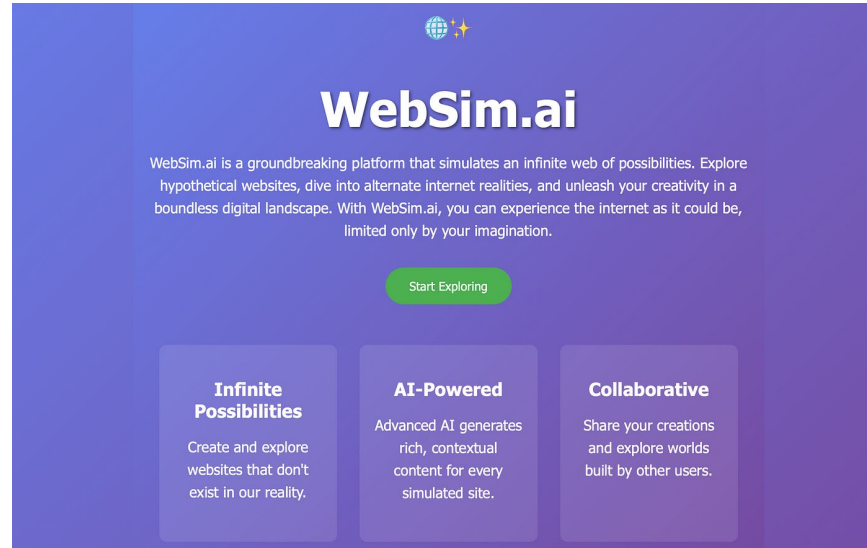 WebSim.ai
WebSim.ai is a groundbreaking platform that simulates an infinite web of possibilities. Explore
hypothetical websites, dive into alternate internet realities, and unleash your creativity in a
boundless digital landscape. With WebSim.ai, you can experience the internet as it could be,
limited only by your imagination.
Start Exploring
Infinite
Possibilities
Create and explore
websites that don't
exist in our reality.
AI-Powered
Advanced AI generates
rich, contextual
content for every
simulated site.
Collaborative
Share your creations
and explore worlds
built by other users.